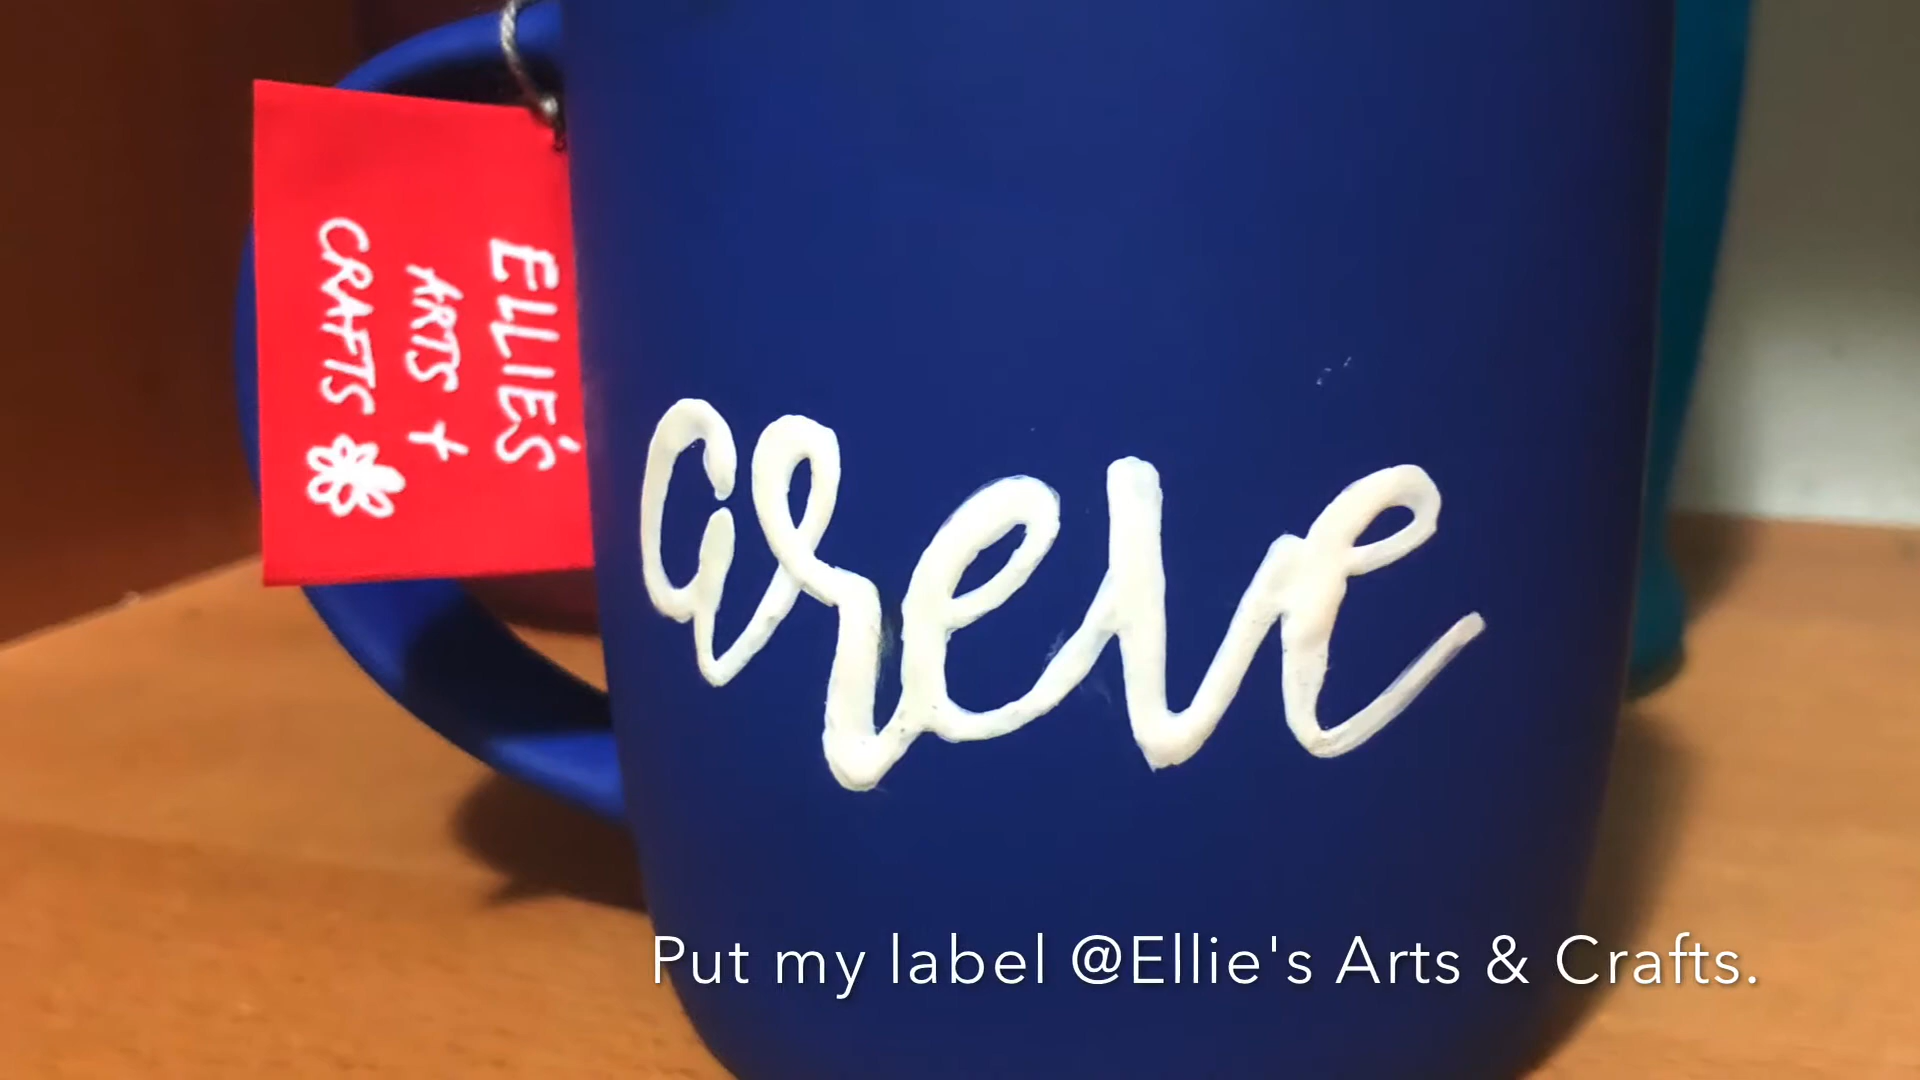 ELLIE'S
ARTS +
CRAFTS
areve
Put my label @Ellie's Arts & Crafts.